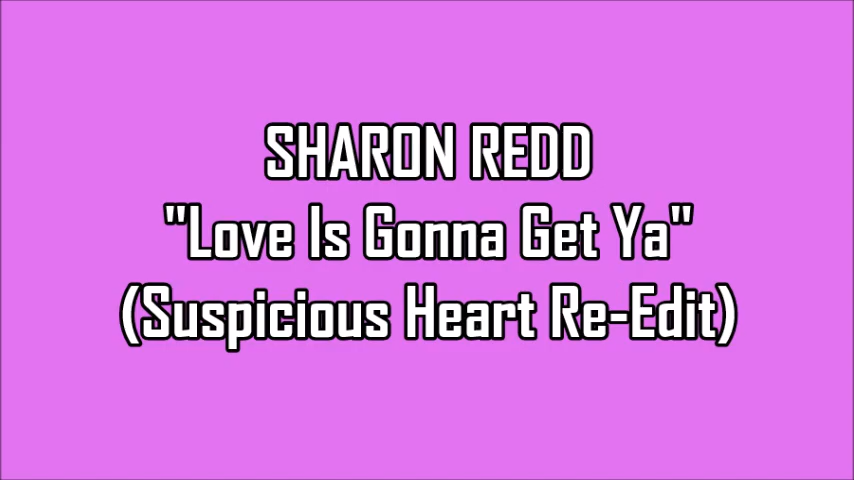 SHARON REDD
"Love Is Gonna Get Ya"
(Suspicious Heart Re-Edit)